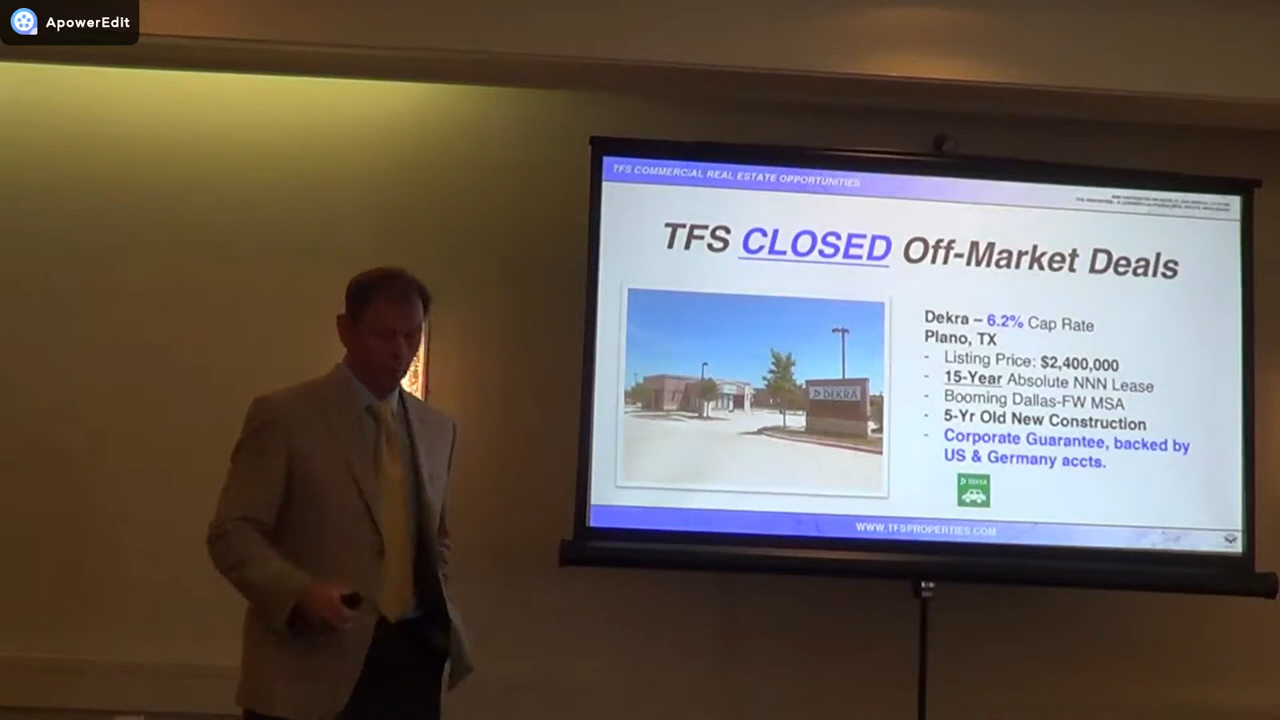 ApowerEdit
TFS COMMERCIAL REAL ESTATE OPPORTUNITIES
TFS CLOSED Off-Market Deals
DEKRA
Dekra – 6.2% Cap Rate
Plano, TX
- Listing Price: $2,400,000
- 15-Year Absolute NNN Lease
- Booming Dallas-FW MSA
- 5-Yr Old New Construction
- Corporate Guarantee, backed by
US & Germany accts.
DEKRA
WWW.TFSPROPERTIES.COM